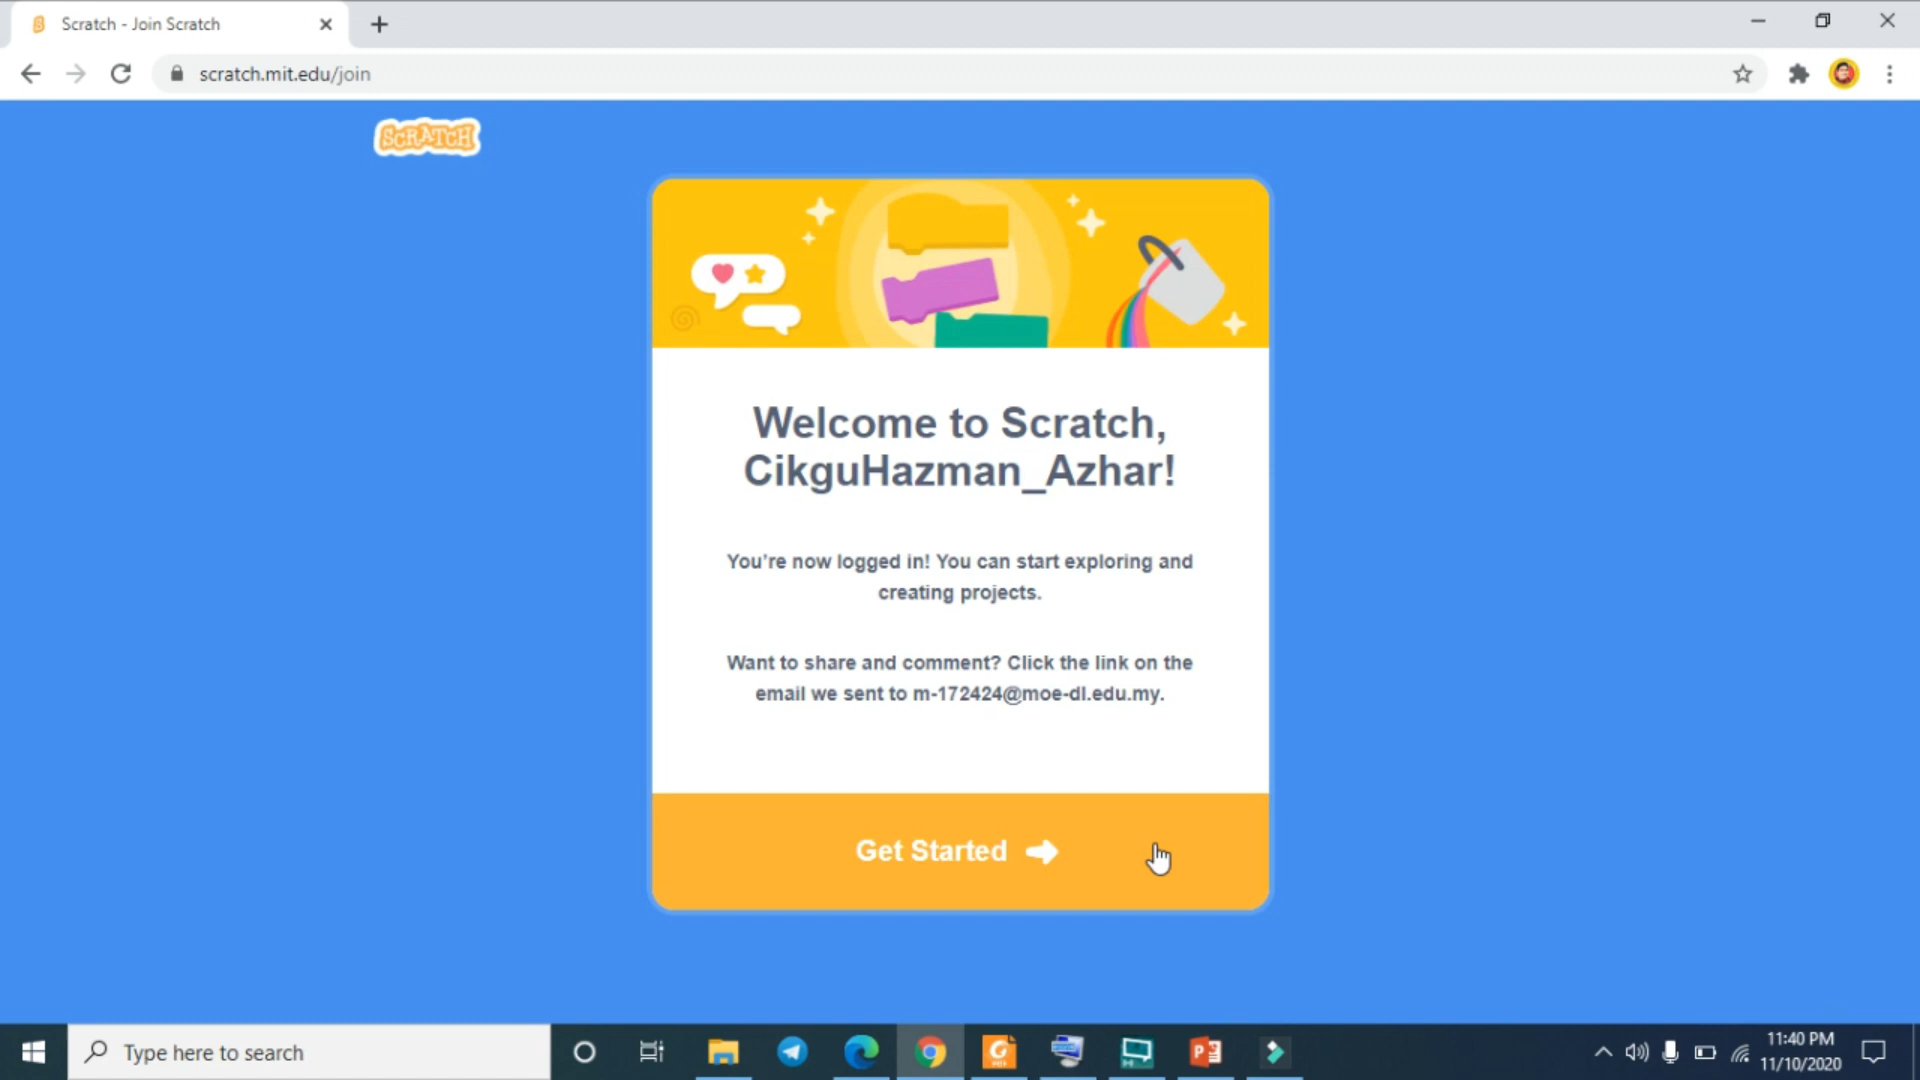 Scratch - Join Scratch
scratch.mit.edu/join
SCRATCH
Welcome to Scratch,
CikguHazman_Azhar!
You're now logged in! You can start exploring and
creating projects.
Want to share and comment? Click the link on the
email we sent to m-172424@moe-dl.edu.my.
Get Started
Type here to search
11:40 PM
11/10/2020